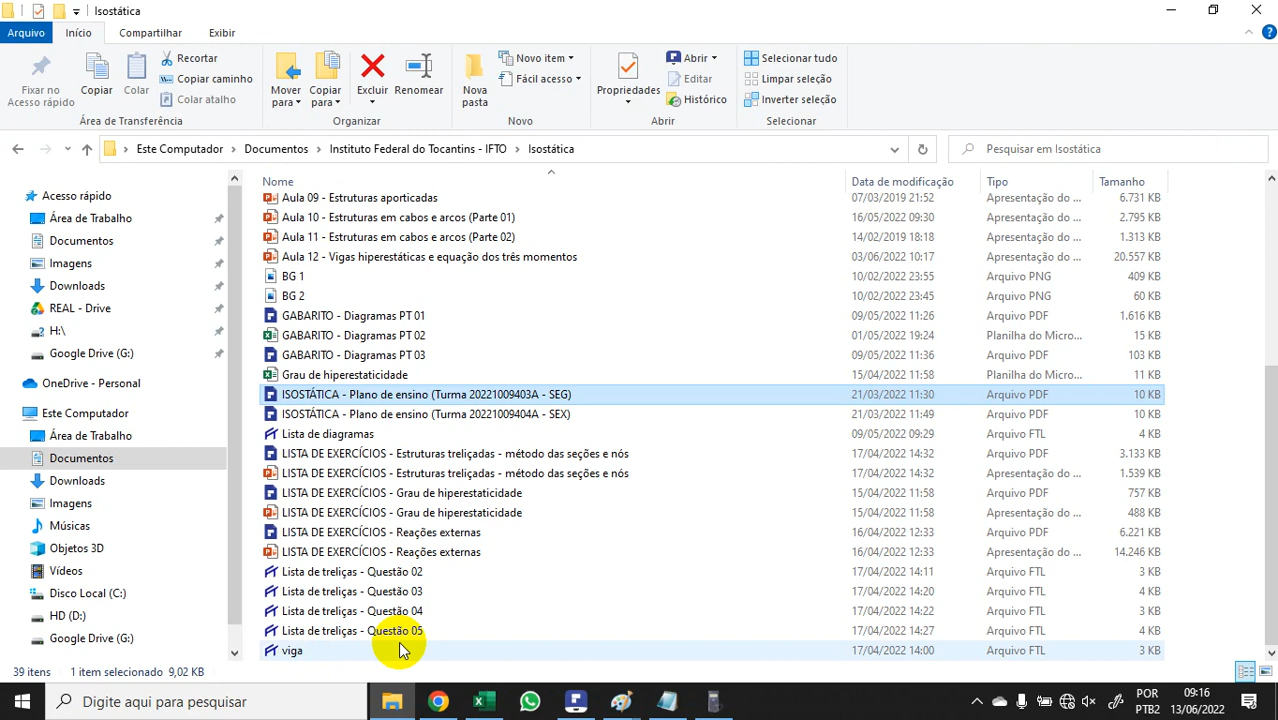 Isostática
Arquivo Início Compartilhar Exibir
Fixar no Acesso rápido
Copiar
Colar
Recortar
Copiar caminho
Colar atalho
Área de Transferência
Mover para
Copiar para
Excluir
Renomear
Organizar
Nova pasta
Novo item
Fácil acesso
Novo
Propriedades
Abrir
Editar
Histórico
Abrir
Selecionar tudo
Limpar seleção
Inverter seleção
Selecionar
Este Computador > Documentos > Instituto Federal do Tocantins - IFTO > Isostática
Pesquisar em Isostática
Acesso rápido
Área de Trabalho
Documentos
Imagens
Downloads
REAL - Drive
H:\
Google Drive (G:)
OneDrive - Personal
Este Computador
Área de Trabalho
Documentos
Downloads
Imagens
Músicas
Objetos 3D
Vídeos
Disco Local (C:)
HD (D:)
Google Drive (G:)
Nome Data de modificação Tipo Tamanho
Aula 09 - Estruturas aporticadas 07/03/2019 21:52 Apresentação do ... 6.731 KB
Aula 10 - Estruturas em cabos e arcos (Parte 01) 16/05/2022 09:30 Apresentação do ... 2.795 KB
Aula 11 - Estruturas em cabos e arcos (Parte 02) 14/02/2019 18:18 Apresentação do ... 1.313 KB
Aula 12 - Vigas hiperestáticas e equação dos três momentos 03/06/2022 10:17 Apresentação do ... 20.557 KB
BG 1 10/02/2022 23:55 Arquivo PNG 409 KB
BG 2 10/02/2022 23:45 Arquivo PNG 60 KB
GABARITO - Diagramas PT 01 09/05/2022 11:26 Arquivo PDF 1.616 KB
GABARITO - Diagramas PT 02 01/05/2022 19:24 Planilha do Micro... 15 KB
GABARITO - Diagramas PT 03 09/05/2022 11:36 Arquivo PDF 103 KB
Grau de hiperestaticidade 15/04/2022 11:58 Planilha do Micro... 11 KB
ISOSTÁTICA - Plano de ensino (Turma 20221009403A - SEG) 21/03/2022 11:30 Arquivo PDF 10 KB
ISOSTÁTICA - Plano de ensino (Turma 20221009404A - SEX) 21/03/2022 11:49 Arquivo PDF 10 KB
Lista de diagramas 09/05/2022 09:29 Arquivo FTL 4 KB
LISTA DE EXERCÍCIOS - Estruturas treliçadas - método das seções e nós 17/04/2022 14:32 Arquivo PDF 3.133 KB
LISTA DE EXERCÍCIOS - Estruturas treliçadas - método das seções e nós 17/04/2022 14:32 Apresentação do ... 1.539 KB
LISTA DE EXERCÍCIOS - Grau de hiperestaticidade 15/04/2022 11:58 Arquivo PDF 757 KB
LISTA DE EXERCÍCIOS - Grau de hiperestaticidade 15/04/2022 11:58 Apresentação do ... 488 KB
LISTA DE EXERCÍCIOS - Reações externas 16/04/2022 12:33 Arquivo PDF 6.221 KB
LISTA DE EXERCÍCIOS - Reações externas 16/04/2022 12:33 Apresentação do ... 14.246 KB
Lista de treliças - Questão 02 17/04/2022 14:11 Arquivo FTL 3 KB
Lista de treliças - Questão 03 17/04/2022 14:20 Arquivo FTL 4 KB
Lista de treliças - Questão 04 17/04/2022 14:22 Arquivo FTL 3 KB
Lista de treliças - Questão 05 17/04/2022 14:27 Arquivo FTL 4 KB
viga 17/04/2022 14:00 Arquivo FTL 3 KB
39 itens 1 item selecionado 9,02 KB
Digite aqui para pesquisar
POR
PTB2
09:16
13/06/2022